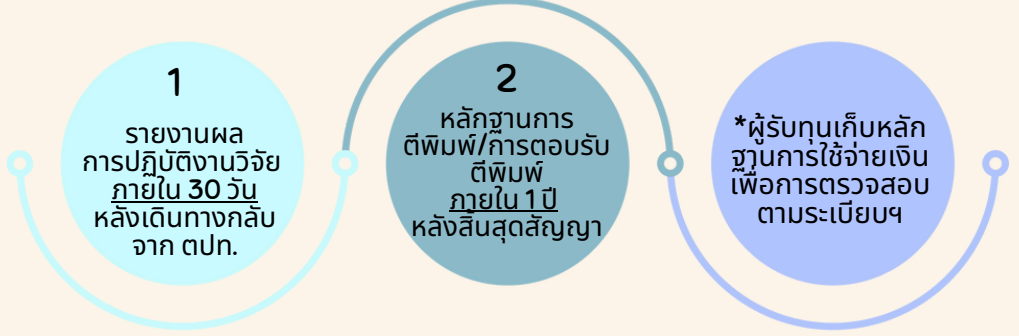 1
รายงานผล
การปฏิบัติงานวิจัย
ภายใน 30 วัน
หลังเดินทางกลับ
จาก ตปท.
2
หลักฐานการ
ตีพิมพ์/การตอบรับ
ตีพิมพ์
ภายใน 1 ปี
หลังสิ้นสุดสัญญา
*ผู้รับทุนเก็บหลัก
ฐานการใช้จ่ายเงิน
เพื่อการตรวจสอบ
ตามระเบียบฯ